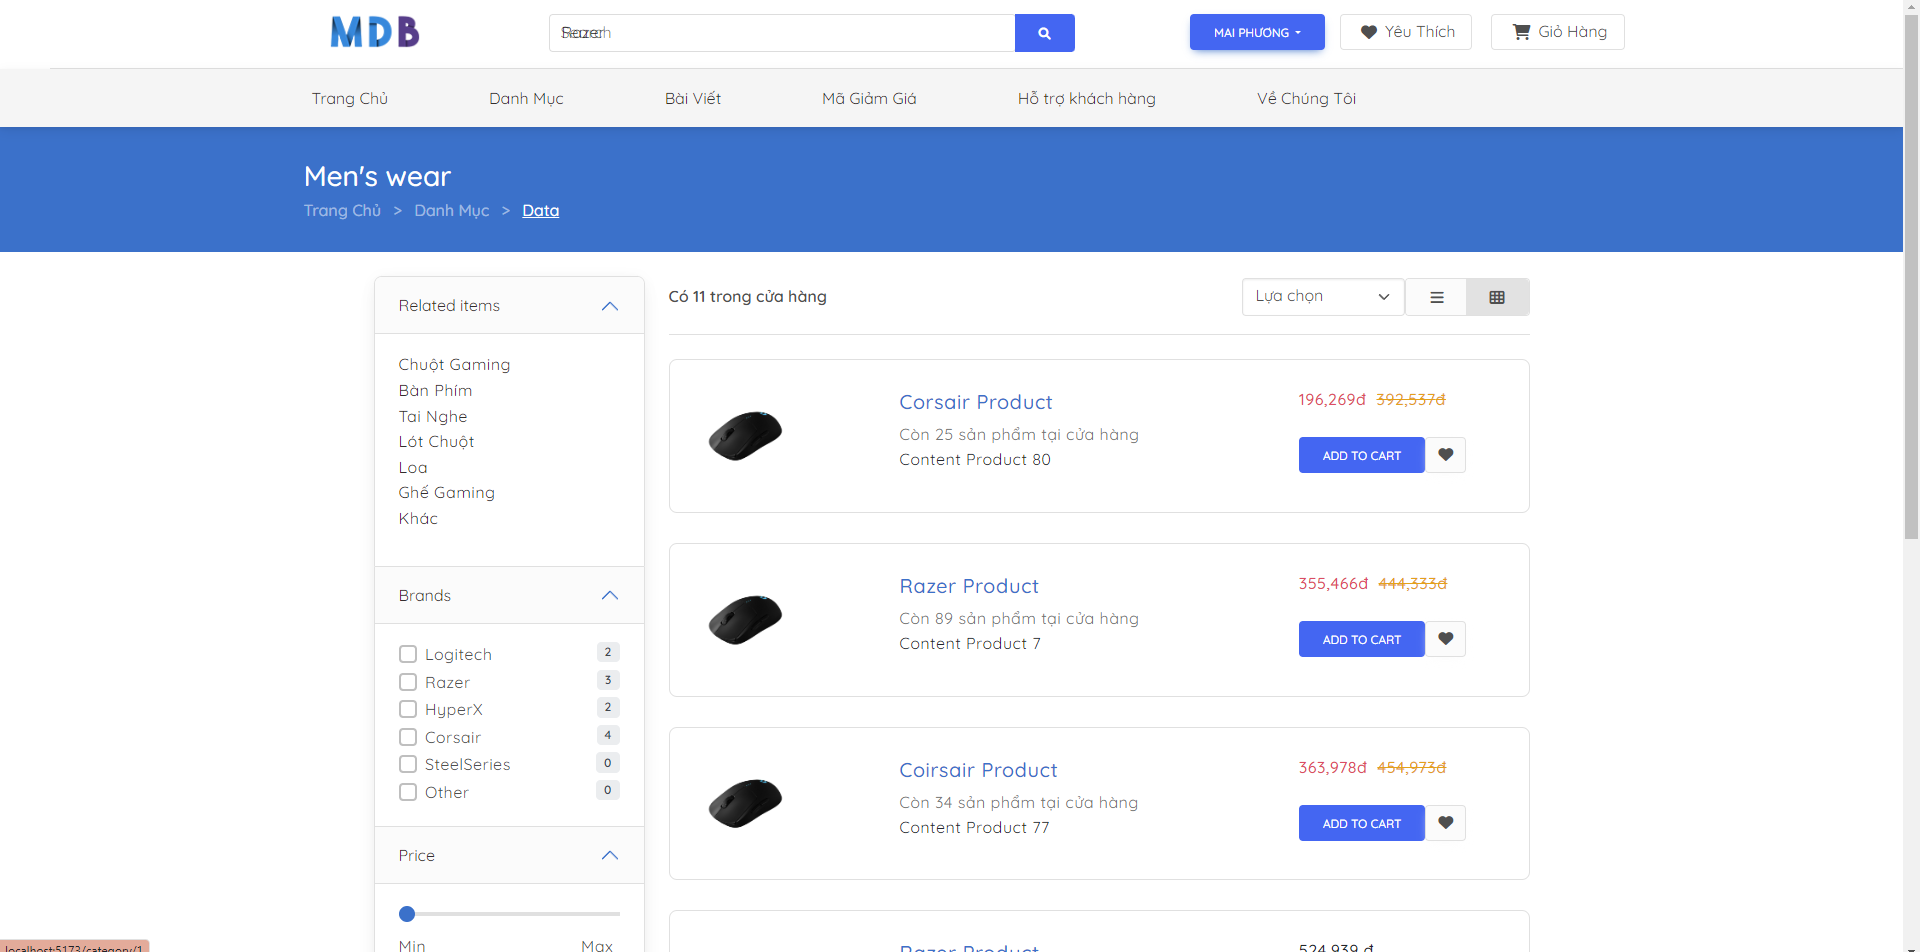 MDB
Razer
Search
MAI PHƯƠNG
Yêu Thích
Giỏ Hàng
Trang Chủ
Danh Mục
Bài Viết
Mã Giảm Giá
Hỗ trợ khách hàng
Về Chúng Tôi
Men's wear
Trang Chủ > Danh Mục > Data
Related items
Chuột Gaming
Bàn Phím
Tai Nghe
Lót Chuột
Loa
Ghế Gaming
Khác
Brands
Logitech 2
Razer 3
HyperX 2
Corsair 4
SteelSeries 0
Other 0
Price
Min Max
Có 11 trong cửa hàng
Lựa chọn
Corsair Product
Còn 25 sản phẩm tại cửa hàng
Content Product 80
196,269đ 392,537đ
ADD TO CART
Razer Product
Còn 89 sản phẩm tại cửa hàng
Content Product 7
355,466đ 444,333đ
ADD TO CART
Coirsair Product
Còn 34 sản phẩm tại cửa hàng
Content Product 77
363,978đ 454,973đ
ADD TO CART
Razer Product
524,939 đ
localhost:5173/category/1